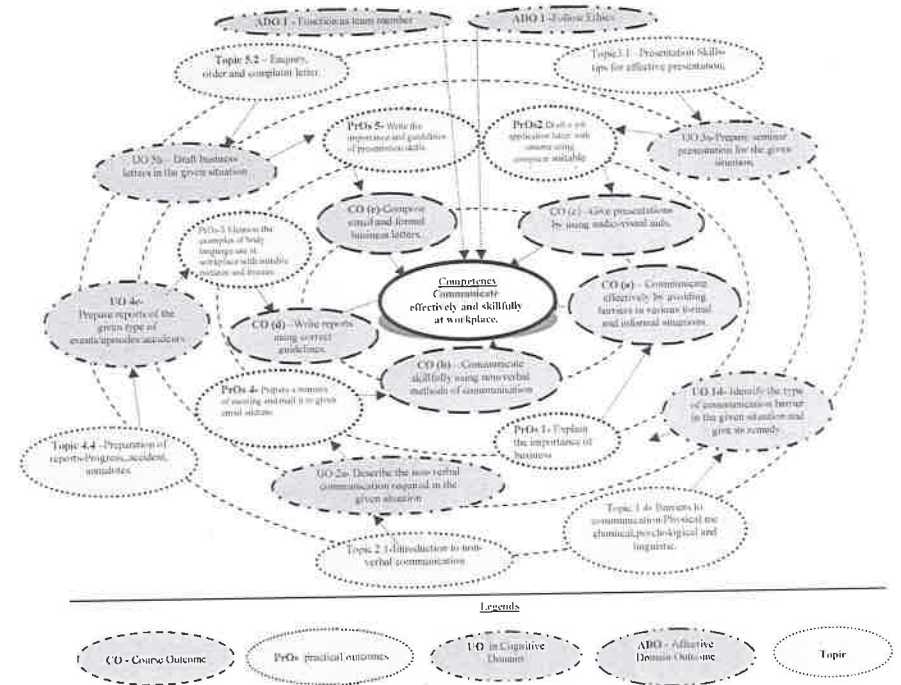 ADO 1 - Function as team member
ADO 1 -Follow Ethics
Topic 5.2 – Enquiry,
order and complaint letter.
Topic3.1 –Presentation Skills-
tips for effective presentation.
PrOs 5- Write the
importance and guidelines
of presentation skills.
PrOs2 Draft a job
application letter with
resume using
computer suitable
UO 5b – Draft business
letters in the given situation
UO 3a-Prepare seminar
presentation for the given
situation.
CO (e)-Compose
email and formal
business letters.
CO (c) –Give presentations
by using audio-visual aids.
examples of body
language use at
workplace with suitable
pictures and
Competency
Communicate
effectively and skillfully
at workplace.
CO (a) – Communicate
effectively by avoiding
barriers in various formal
and informal situations.
UO 4c-
Prepare reports of the
given type of
events/episodes/accidents
CO (d) – Write reports
using correct
guidelines.
CO (b) – Communicate
skillfully using non-verbal
methods of communication
PrOs 4- Prepare a minutes
of meeting and mail it to given
email
UO 1d- Identify the type
of communication barrier
in the given situation and
give its remedy.
PrOs 1- Explain
the importance of
business
Topic 4.4 –Preparation of
reports-Progress, accident,
UO 2a- Describe the non-verbal
communication required in the
given situation
Topic 1.4- Barriers to
communication:Physical,me
chanical,psychological and
linguistic.
Topic 2.1-Introduction to non-
verbal communication
Legends
CO - Course Outcome
PrOs- practical outcomes
UO in Cognitive
Domain
ADO - Affective
Domain Outcome
Topic